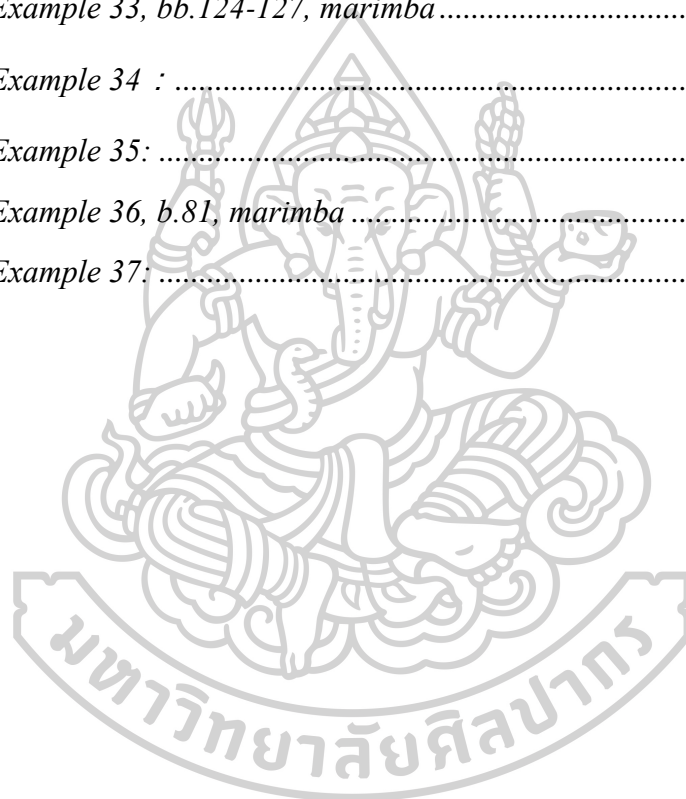 Example 33, bb.124-127, marimba ..........................................
Example 34 : ..........................................................................
Example 35: ...........................................................................
Example 36, b.81, marimba .....................................................
Example 37: ...........................................................................
มหาวิทยาลัยศิลปากร